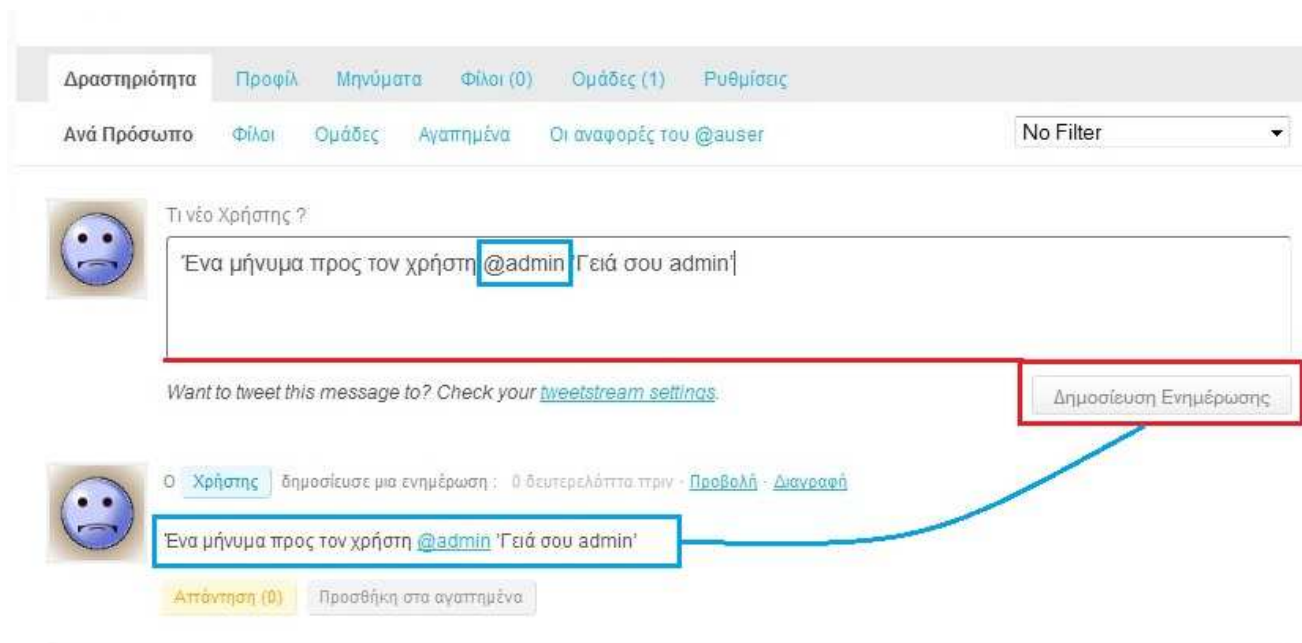 Δραστηριότητα Προφίλ Μηνύματα Φίλοι (0) Ομάδες (1) Ρυθμίσεις
Ανά Πρόσωπο Φίλοι Ομάδες Αγαπημένα Οι αναφορές του @auser No Filter
Τι νέο Χρήστης ?
Ένα μήνυμα προς τον χρήστη @admin 'Γειά σου admin'
Want to tweet this message to? Check your tweetstream settings.
Δημοσίευση Ενημέρωσης
Ο Χρήστης δημοσίευσε μια ενημέρωση : 0 δευτερελόπτα πριν · Προβολή · Διαγραφή
Ένα μήνυμα προς τον χρήστη @admin 'Γειά σου admin'
Απάντηση (0) Προσθήκη στα αγαπημένα